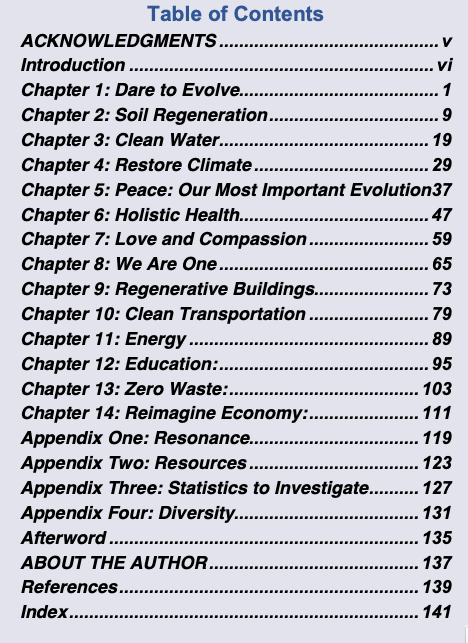 Table of Contents
ACKNOWLEDGMENTS ............................................ v
Introduction ............................................................. vi
Chapter 1: Dare to Evolve........................................ 1
Chapter 2: Soil Regeneration................................... 9
Chapter 3: Clean Water.......................................... 19
Chapter 4: Restore Climate ................................... 29
Chapter 5: Peace: Our Most Important Evolution37
Chapter 6: Holistic Health...................................... 47
Chapter 7: Love and Compassion ........................ 59
Chapter 8: We Are One .......................................... 65
Chapter 9: Regenerative Buildings....................... 73
Chapter 10: Clean Transportation ........................ 79
Chapter 11: Energy ................................................ 89
Chapter 12: Education:.......................................... 95
Chapter 13: Zero Waste:...................................... 103
Chapter 14: Reimagine Economy:...................... 111
Appendix One: Resonance.................................. 119
Appendix Two: Resources .................................. 123
Appendix Three: Statistics to Investigate.......... 127
Appendix Four: Diversity..................................... 131
Afterword .............................................................. 135
ABOUT THE AUTHOR .......................................... 137
References............................................................ 139
Index...................................................................... 141